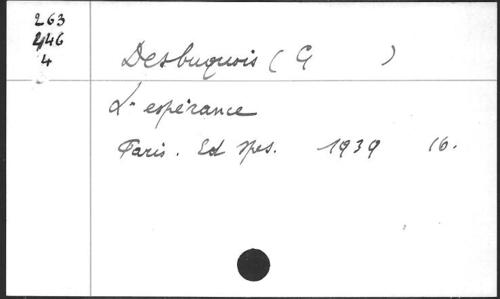 263
246
4
Desbuquois ( G )
L'espérance
Paris. Ed Spes. 1939 16.